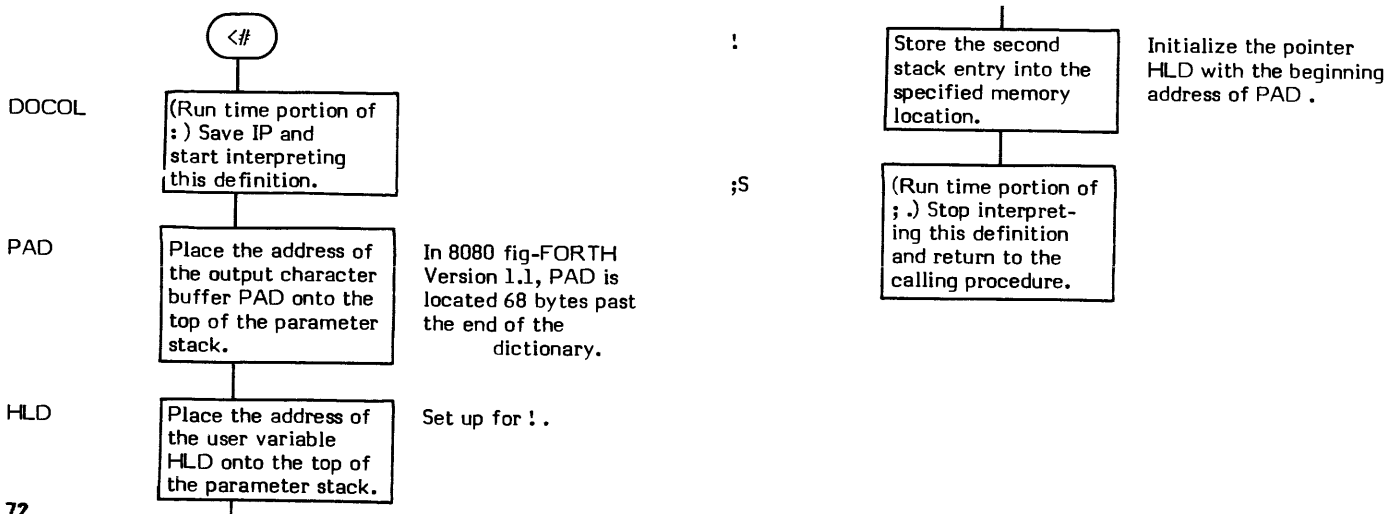 <#
DOCOL
(Run time portion of
: ) Save IP and
start interpreting
this definition.
PAD
Place the address of
the output character
buffer PAD onto the
top of the parameter
stack.
In 8080 fig-FORTH
Version 1.1, PAD is
located 68 bytes past
the end of the
dictionary.
HLD
Place the address of
the user variable
HLD onto the top of
the parameter stack.
Set up for ! .
72
!
Store the second
stack entry into the
specified memory
location.
Initialize the pointer
HLD with the beginning
address of PAD .
;S
(Run time portion of
; .) Stop interpret-
ing this definition
and return to the
calling procedure.